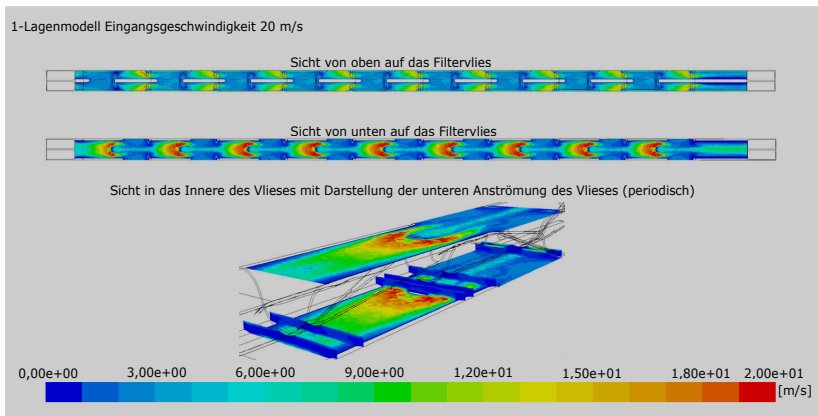 1-Lagenmodell Eingangsgeschwindigkeit 20 m/s
Sicht von oben auf das Filtervlies
Sicht von unten auf das Filtervlies
Sicht in das Innere des Vlieses mit Darstellung der unteren Anströmung des Vlieses (periodisch)
0,00e+00 3,00e+00 6,00e+00 9,00e+00 1,20e+01 1,50e+01 1,80e+01 2,00e+01
[m/s]